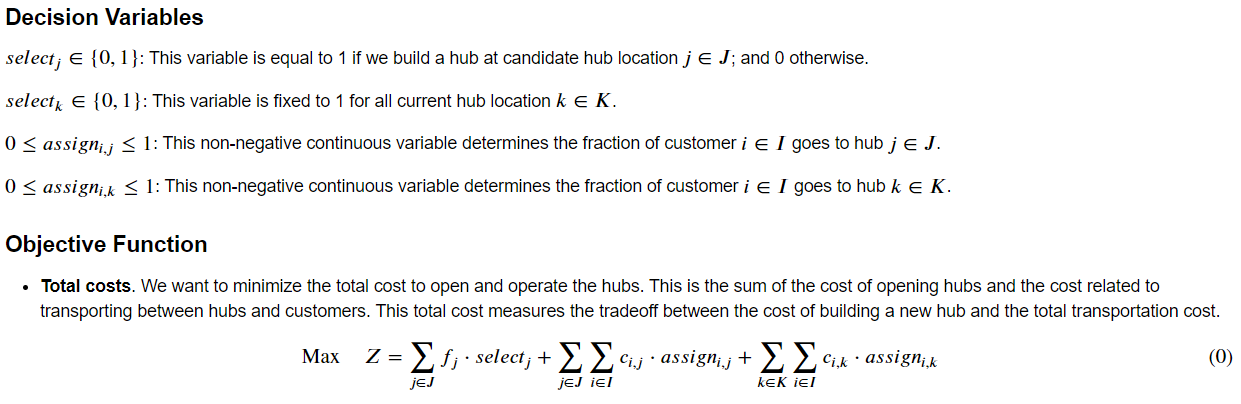 Decision Variables
select_j ∈ {0, 1}: This variable is equal to 1 if we build a hub at candidate hub location j ∈ J; and 0 otherwise.
select_k ∈ {0, 1}: This variable is fixed to 1 for all current hub location k ∈ K.
0 ≤ assign_{i,j} ≤ 1: This non-negative continuous variable determines the fraction of customer i ∈ I goes to hub j ∈ J.
0 ≤ assign_{i,k} ≤ 1: This non-negative continuous variable determines the fraction of customer i ∈ I goes to hub k ∈ K.
Objective Function
• Total costs. We want to minimize the total cost to open and operate the hubs. This is the sum of the cost of opening hubs and the cost related to
transporting between hubs and customers. This total cost measures the tradeoff between the cost of building a new hub and the total transportation cost.
Max Z = ∑_{j∈J} f_j · select_j + ∑_{j∈J} ∑_{i∈I} c_{i,j} · assign_{i,j} + ∑_{k∈K} ∑_{i∈I} c_{i,k} · assign_{i,k} (0)